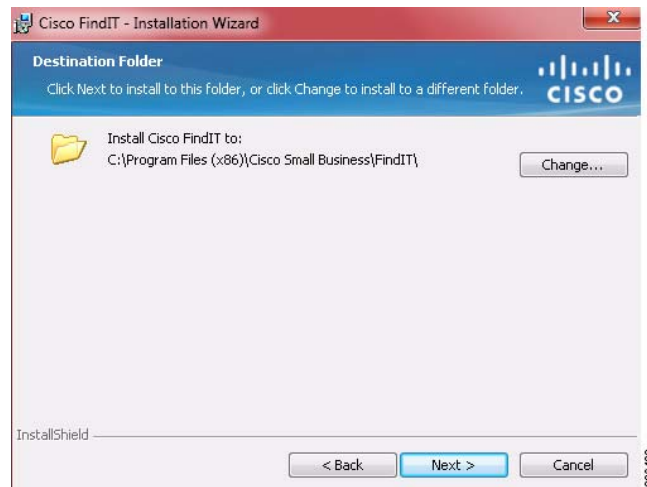 Cisco FindIT - Installation Wizard
Destination Folder
Click Next to install to this folder, or click Change to install to a different folder.
CISCO
Install Cisco FindIT to:
C:\Program Files (x86)\Cisco Small Business\FindIT\
Change...
InstallShield
< Back
Next >
Cancel